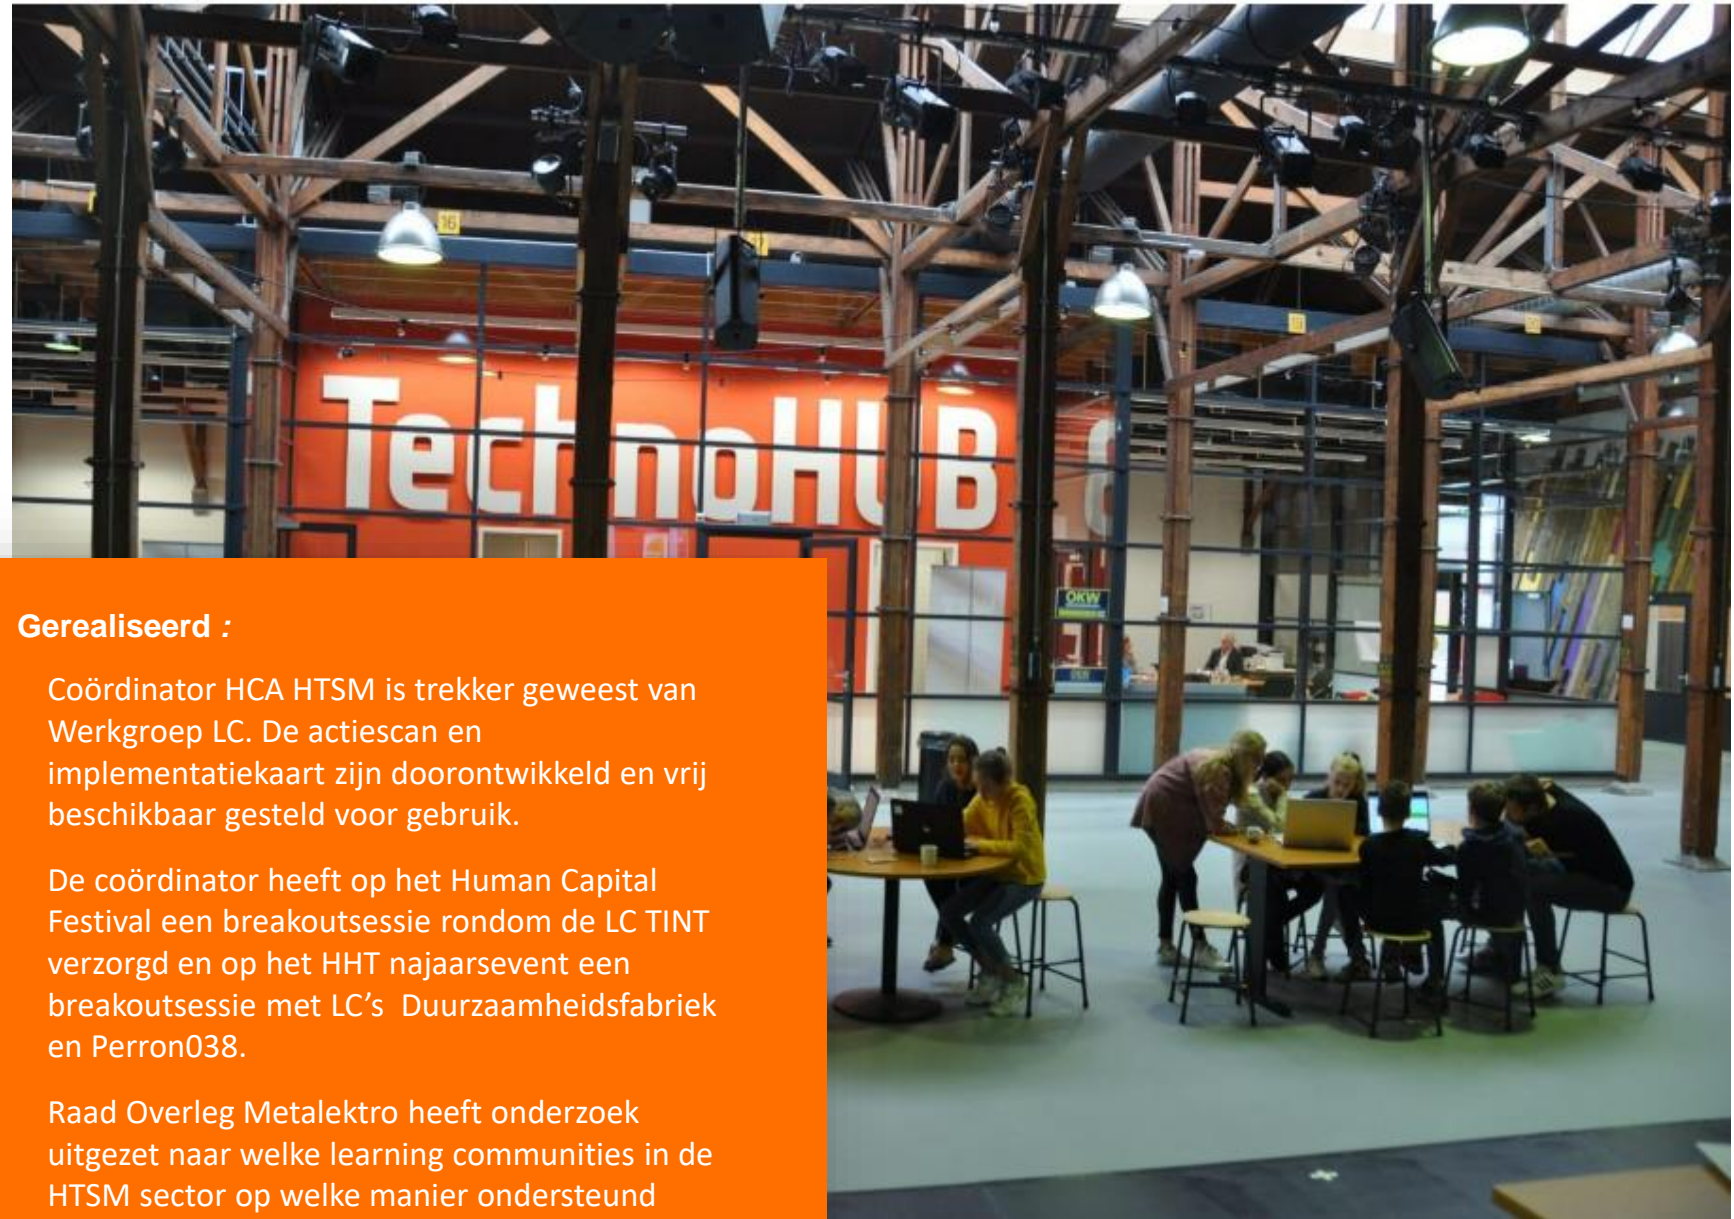 16
TechnoHUB
OKW
Gerealiseerd :
Coördinator HCA HTSM is trekker geweest van
Werkgroep LC. De actiescan en
implementatiekaart zijn doorontwikkeld en vrij
beschikbaar gesteld voor gebruik.
De coördinator heeft op het Human Capital
Festival een breakoutsessie rondom de LC TINT
verzorgd en op het HHT najaarsevent een
breakoutsessie met LC’s Duurzaamheidsfabriek
en Perron038.
Raad Overleg Metalektro heeft onderzoek
uitgezet naar welke learning communities in de
HTSM sector op welke manier ondersteund